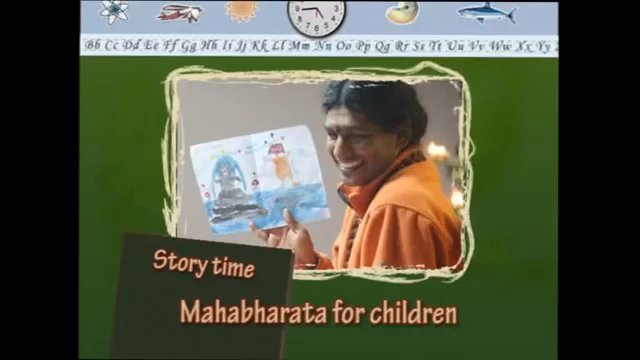 Bb Cc Dd Ee Ff Gg Hh Ii Jj Kk Ll Mm Nn Oo Pp Qq Rr Ss Tt Uu Vv Ww Xx Yy
Story time
Mahabharata for children